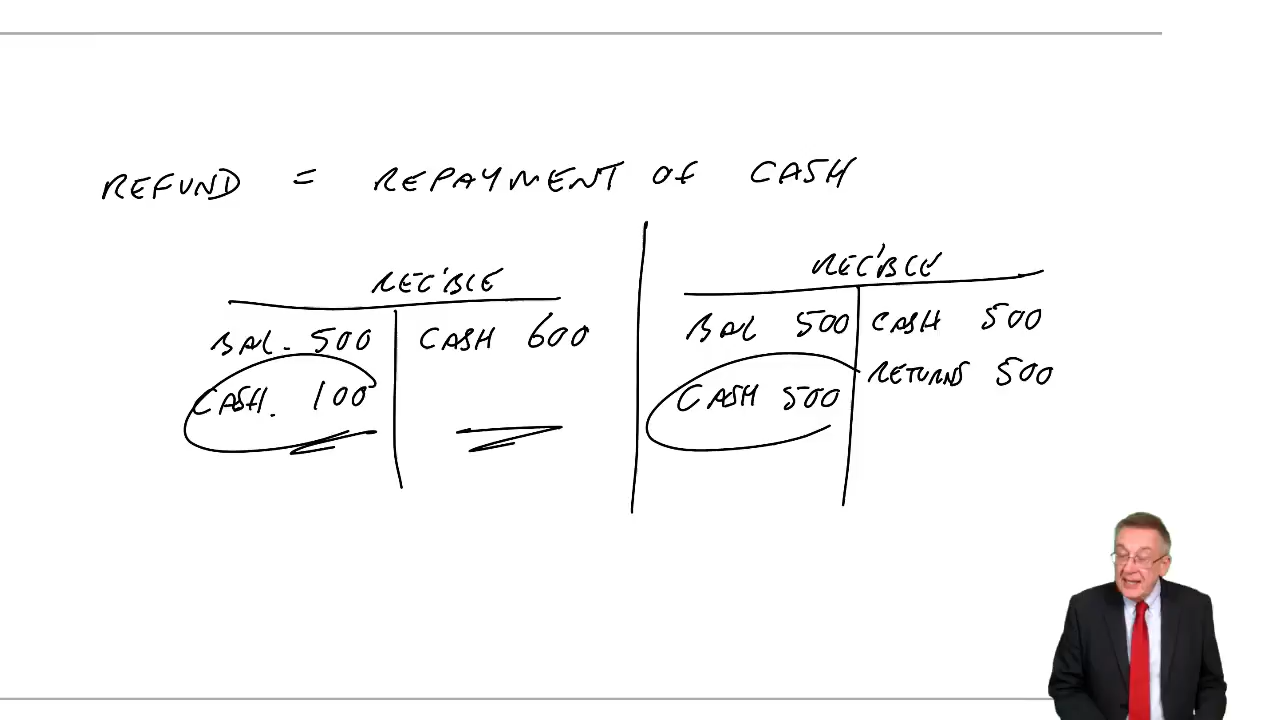 REFUND = REPAYMENT OF CASH
REC'BLE
BAL. 500 CASH 600
CASH. 100
REC'BLE
BAL 500 CASH 500
RETURNS 500
CASH 500